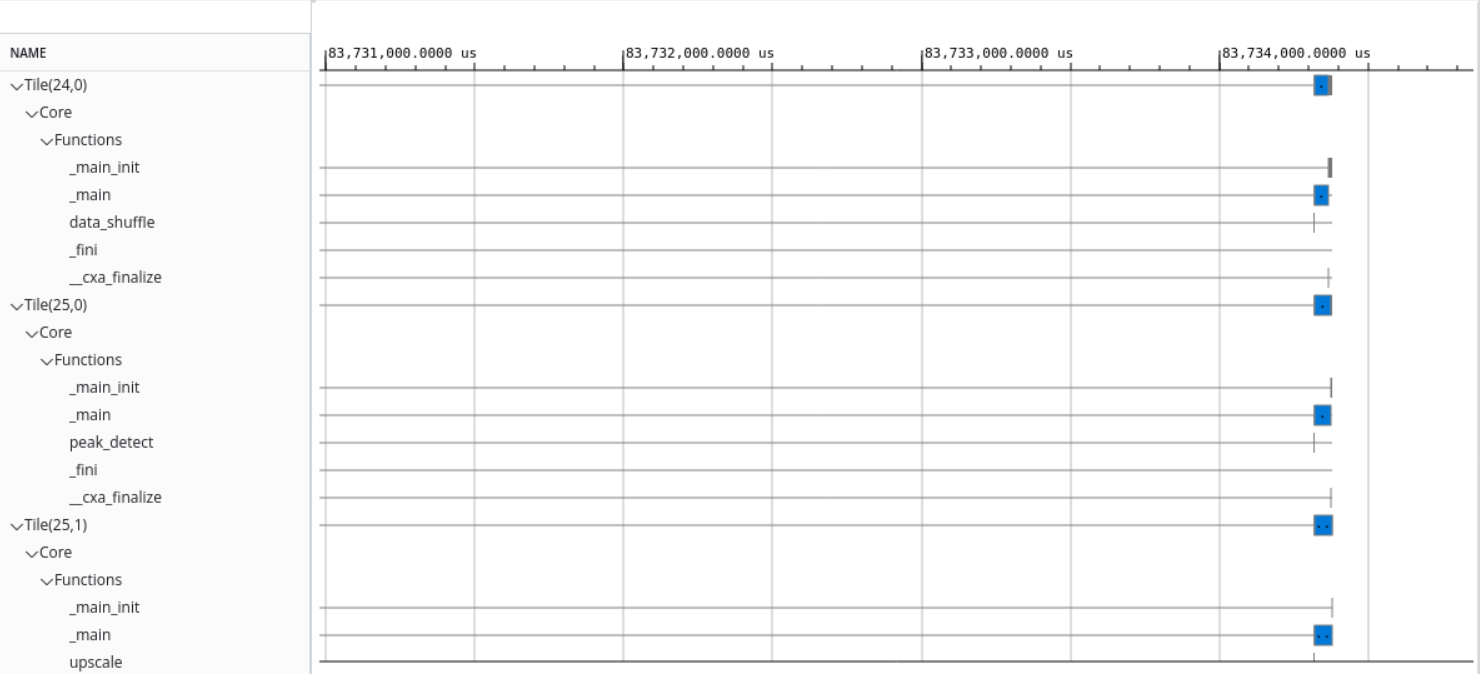 NAME
83,731,000.0000 us 83,732,000.0000 us 83,733,000.0000 us 83,734,000.0000 us
Tile(24,0)
Core
Functions
_main_init
_main
data_shuffle
_fini
__cxa_finalize
Tile(25,0)
Core
Functions
_main_init
_main
peak_detect
_fini
__cxa_finalize
Tile(25,1)
Core
Functions
_main_init
_main
upscale